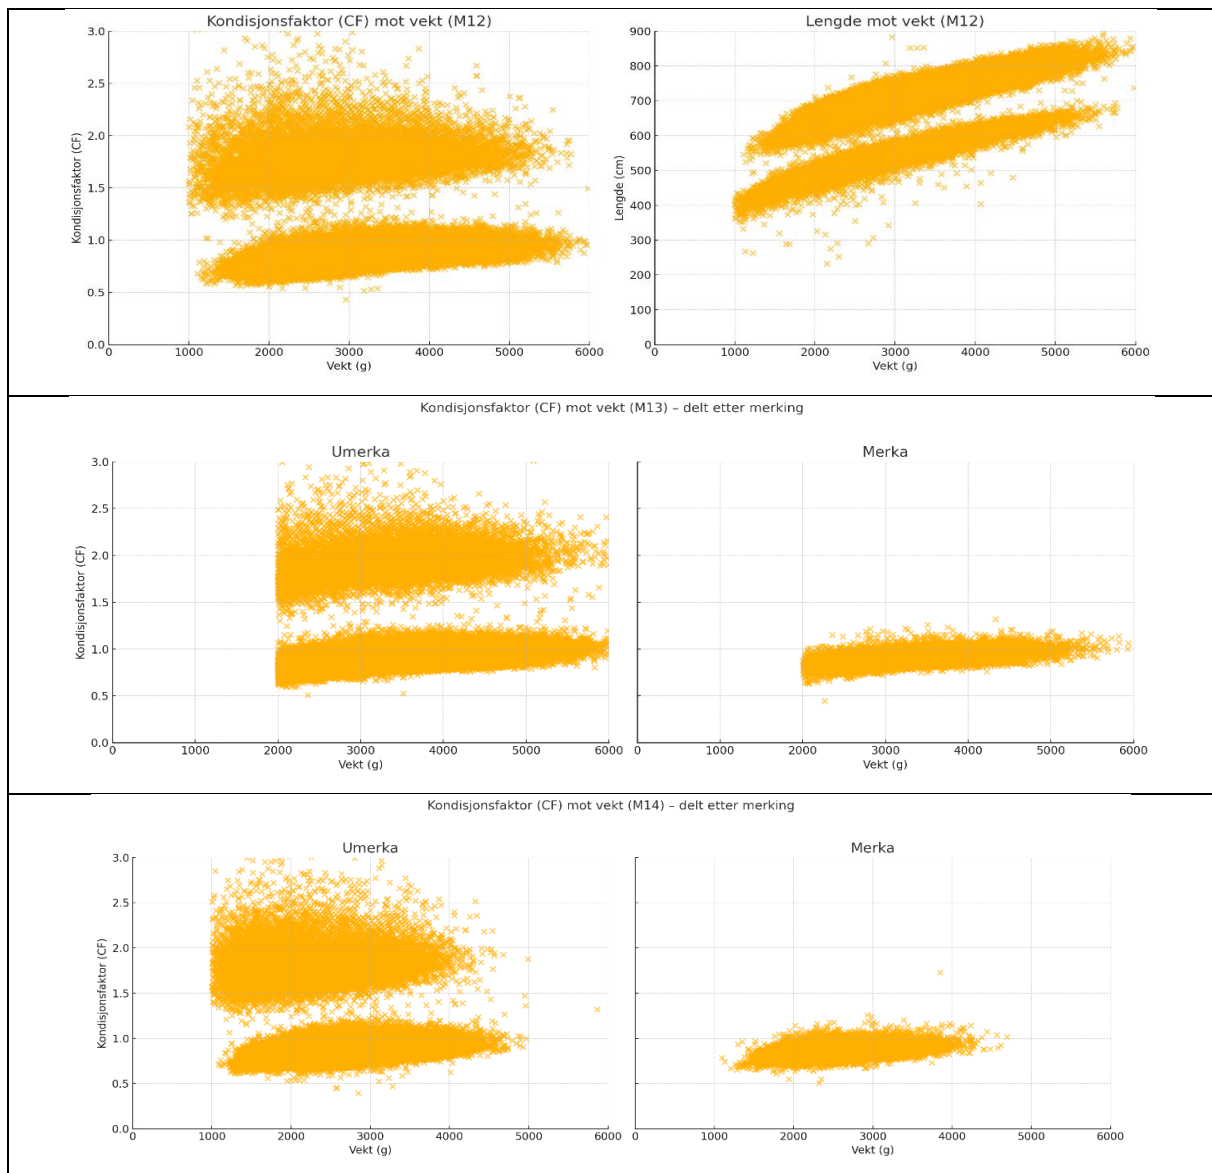 Kondisjonsfaktor (CF) mot vekt (M12)
Kondisjonsfaktor (CF)
3.0
2.5
2.0
1.5
1.0
0.5
0.0
0 1000 2000 3000 4000 5000 6000
Vekt (g)
Lengde mot vekt (M12)
Lengde (cm)
900
800
700
600
500
400
300
200
100
0
0 1000 2000 3000 4000 5000 6000
Vekt (g)
Kondisjonsfaktor (CF) mot vekt (M13) – delt etter merking
Umerka
Kondisjonsfaktor (CF)
3.0
2.5
2.0
1.5
1.0
0.5
0.0
0 1000 2000 3000 4000 5000 6000
Vekt (g)
Merka
0 1000 2000 3000 4000 5000 6000
Vekt (g)
Kondisjonsfaktor (CF) mot vekt (M14) – delt etter merking
Umerka
Kondisjonsfaktor (CF)
3.0
2.5
2.0
1.5
1.0
0.5
0.0
0 1000 2000 3000 4000 5000 6000
Vekt (g)
Merka
0 1000 2000 3000 4000 5000 6000
Vekt (g)